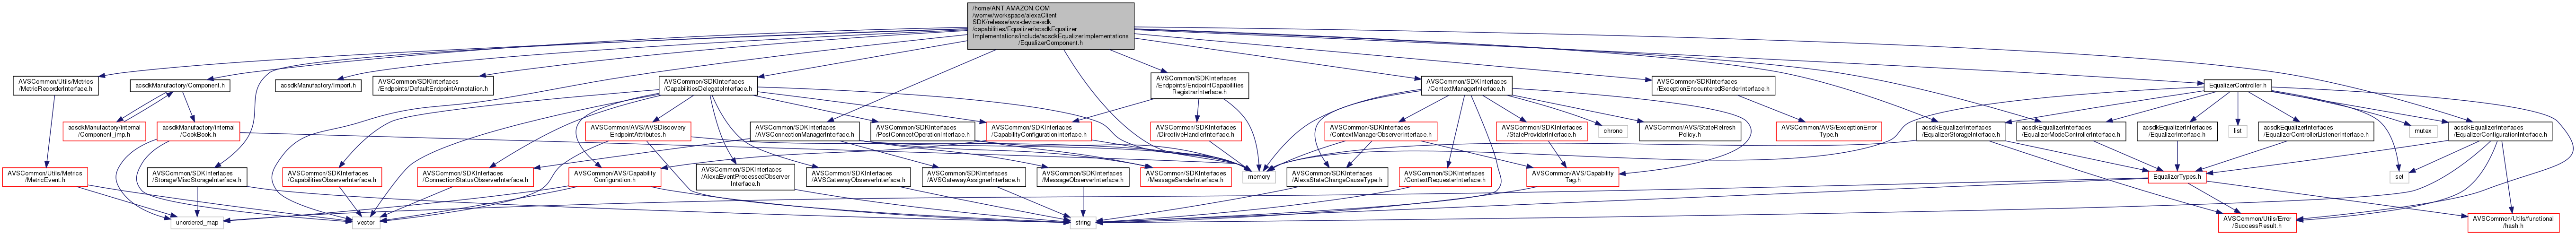 /home/ANT.AMAZON.COM
/wornw/workspace/alexaClient
SDK/release/avs-device-sdk
/capabilities/Equalizer/acsdkEqualizer
Implementations/include/acsdkEqualizerImplementations
/EqualizerComponent.h
AVSCommon/Utils/Metrics
/MetricRecorderInterface.h
acsdkManufactory/Component.h
acsdkManufactory/Import.h
AVSCommon/SDKInterfaces
/Endpoints/DefaultEndpointAnnotation.h
AVSCommon/SDKInterfaces
/CapabilitiesDelegateInterface.h
AVSCommon/SDKInterfaces
/Endpoints/EndpointCapabilities
RegistrarInterface.h
AVSCommon/SDKInterfaces
/ContextManagerInterface.h
AVSCommon/SDKInterfaces
/ExceptionEncounteredSenderInterface.h
EqualizerController.h
acsdkManufactory/internal
/Component_imp.h
acsdkManufactory/internal
/CookBook.h
AVSCommon/AVS/AVSDiscovery
EndpointAttributes.h
AVSCommon/SDKInterfaces
/AVSConnectionManagerInterface.h
AVSCommon/SDKInterfaces
/PostConnectOperationInterface.h
AVSCommon/SDKInterfaces
/CapabilityConfigurationInterface.h
AVSCommon/SDKInterfaces
/DirectiveHandlerInterface.h
AVSCommon/SDKInterfaces
/ContextManagerObserverInterface.h
AVSCommon/SDKInterfaces
/StateProviderInterface.h
chrono
AVSCommon/AVS/StateRefresh
Policy.h
AVSCommon/AVS/ExceptionError
Type.h
acsdkEqualizerInterfaces
/EqualizerStorageInterface.h
acsdkEqualizerInterfaces
/EqualizerModeControllerInterface.h
acsdkEqualizerInterfaces
/EqualizerInterface.h
list
acsdkEqualizerInterfaces
/EqualizerControllerListenerInterface.h
mutex
acsdkEqualizerInterfaces
/EqualizerConfigurationInterface.h
AVSCommon/Utils/Metrics
/MetricEvent.h
AVSCommon/SDKInterfaces
/Storage/MiscStorageInterface.h
AVSCommon/SDKInterfaces
/CapabilitiesObserverInterface.h
AVSCommon/SDKInterfaces
/ConnectionStatusObserverInterface.h
AVSCommon/AVS/Capability
Configuration.h
AVSCommon/SDKInterfaces
/AlexaEventProcessedObserver
Interface.h
AVSCommon/SDKInterfaces
/AVSGatewayObserverInterface.h
AVSCommon/SDKInterfaces
/AVSGatewayAssignerInterface.h
AVSCommon/SDKInterfaces
/MessageObserverInterface.h
AVSCommon/SDKInterfaces
/MessageSenderInterface.h
memory
AVSCommon/SDKInterfaces
/AlexaStateChangeCauseType.h
AVSCommon/SDKInterfaces
/ContextRequesterInterface.h
AVSCommon/AVS/Capability
Tag.h
EqualizerTypes.h
set
unordered_map
vector
string
AVSCommon/Utils/Error
/SuccessResult.h
AVSCommon/Utils/functional
/hash.h